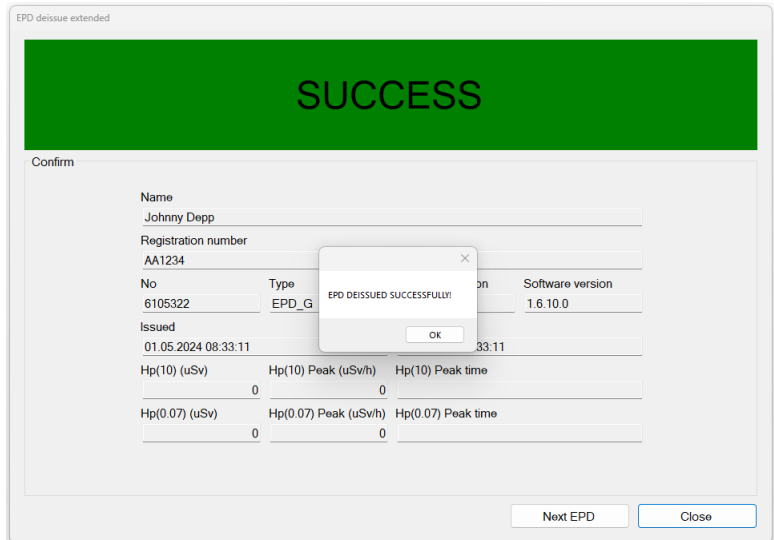 EPD deissue extended
SUCCESS
Confirm
Name
Johnny Depp
Registration number
AA1234
No Type on Software version
6105322 EPD_G 1.6.10.0
EPD DEISSUED SUCCESSFULLY!
OK
Issued
01.05.2024 08:33:11 33:11
Hp(10) (uSv) Hp(10) Peak (uSv/h) Hp(10) Peak time
0 0
Hp(0.07) (uSv) Hp(0.07) Peak (uSv/h) Hp(0.07) Peak time
0 0
Next EPD Close